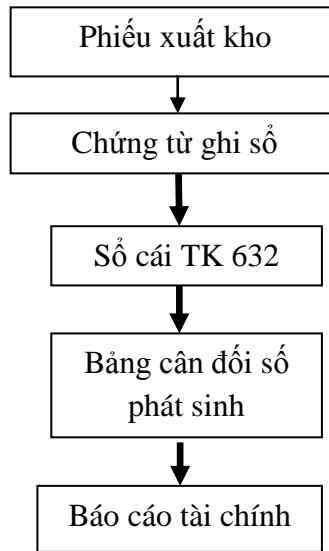 Phiếu xuất kho
Chứng từ ghi sổ
Sổ cái TK 632
Bảng cân đối số
phát sinh
Báo cáo tài chính